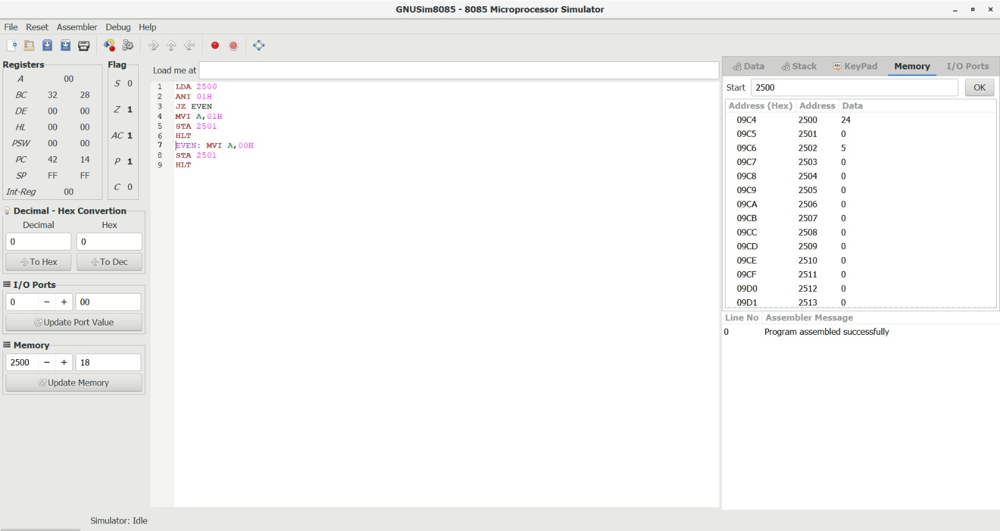 GNUSim8085 - 8085 Microprocessor Simulator
File Reset Assembler Debug Help
Registers
A 00
BC 32 28
DE 00 00
HL 00 00
PSW 00 00
PC 42 14
SP FF FF
Int-Reg 00
Flag
S 0
Z 1
AC 1
P 1
C 0
Decimal - Hex Convertion
Decimal Hex
0 0
To Hex To Dec
I/O Ports
0 - + 00
Update Port Value
Memory
2500 - + 18
Update Memory
Load me at
1 LDA 2500
2 ANI 01H
3 JZ EVEN
4 MVI A,01H
5 STA 2501
6 HLT
7 EVEN: MVI A,00H
8 STA 2501
9 HLT
Data Stack Abc KeyPad Memory I/O Ports
Start 2500 OK
Address (Hex) Address Data
09C4 2500 24
09C5 2501 0
09C6 2502 5
09C7 2503 0
09C8 2504 0
09C9 2505 0
09CA 2506 0
09CB 2507 0
09CC 2508 0
09CD 2509 0
09CE 2510 0
09CF 2511 0
09D0 2512 0
09D1 2513 0
Line No Assembler Message
0 Program assembled successfully
Simulator: Idle